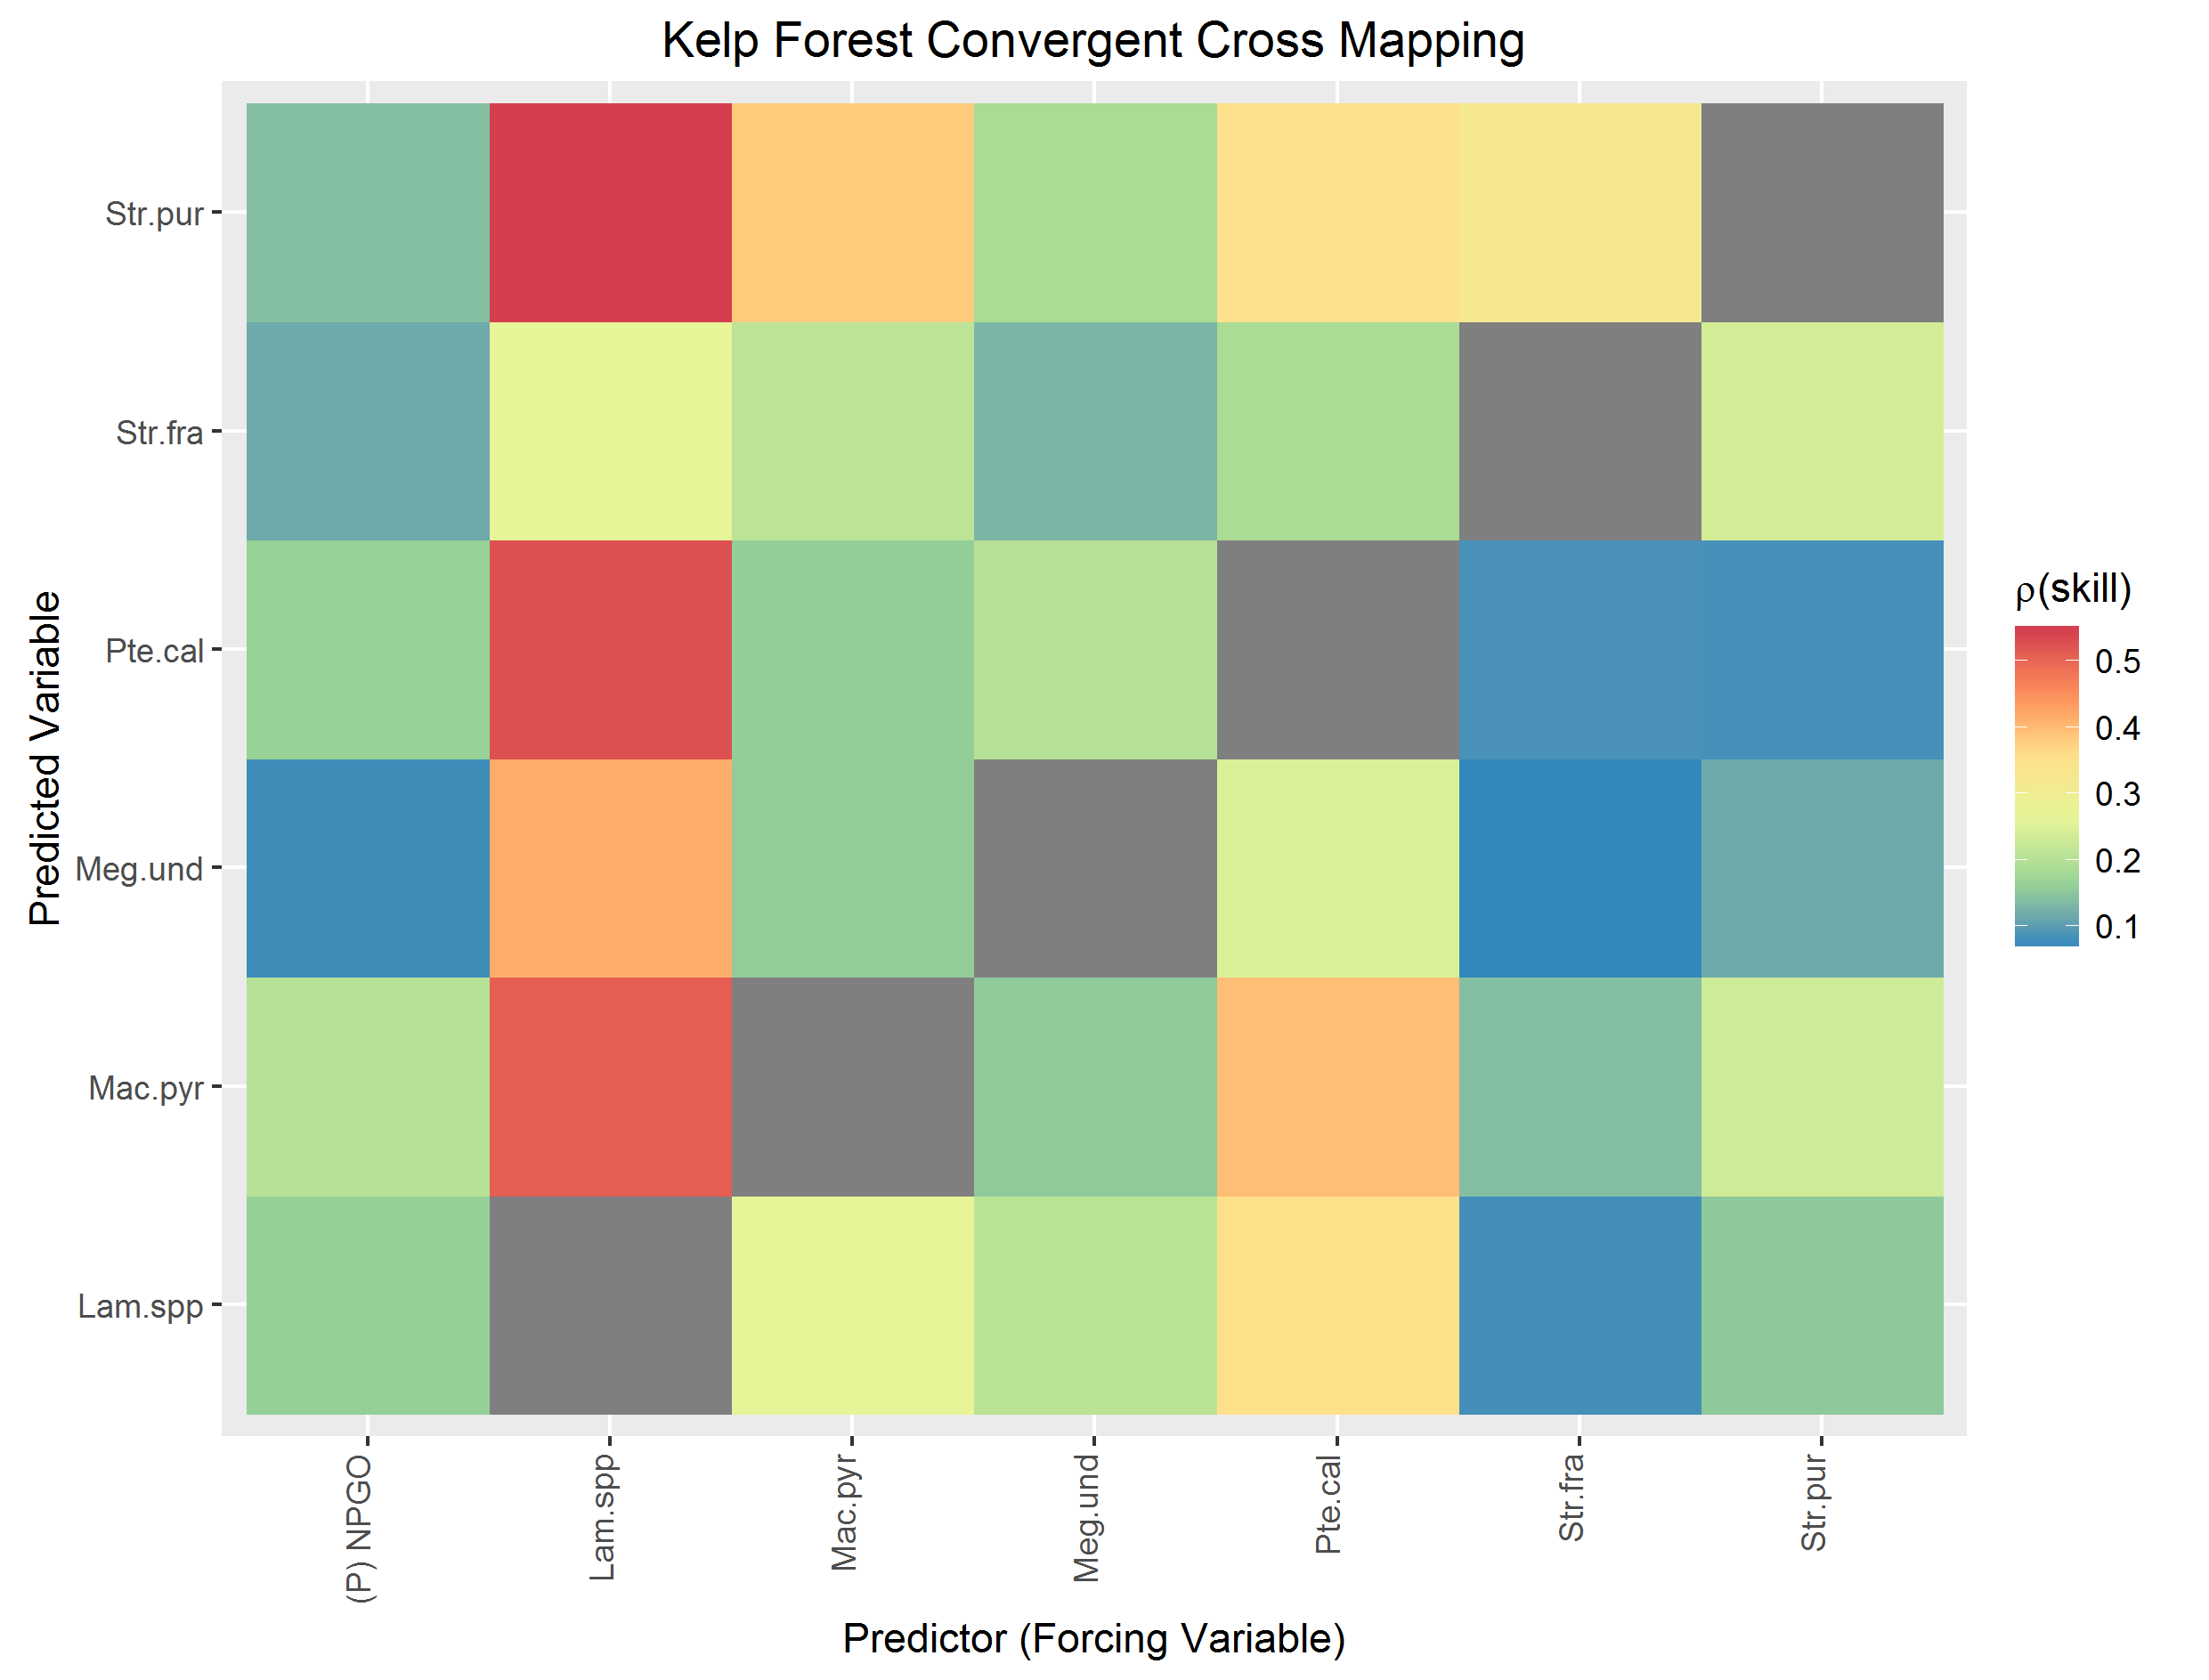 Kelp Forest Convergent Cross Mapping
Predicted Variable
Str.pur
Str.fra
Pte.cal
Meg.und
Mac.pyr
Lam.spp
(P) NPGO
Lam.spp
Mac.pyr
Meg.und
Pte.cal
Str.fra
Str.pur
Predictor (Forcing Variable)
ρ(skill)
0.5
0.4
0.3
0.2
0.1